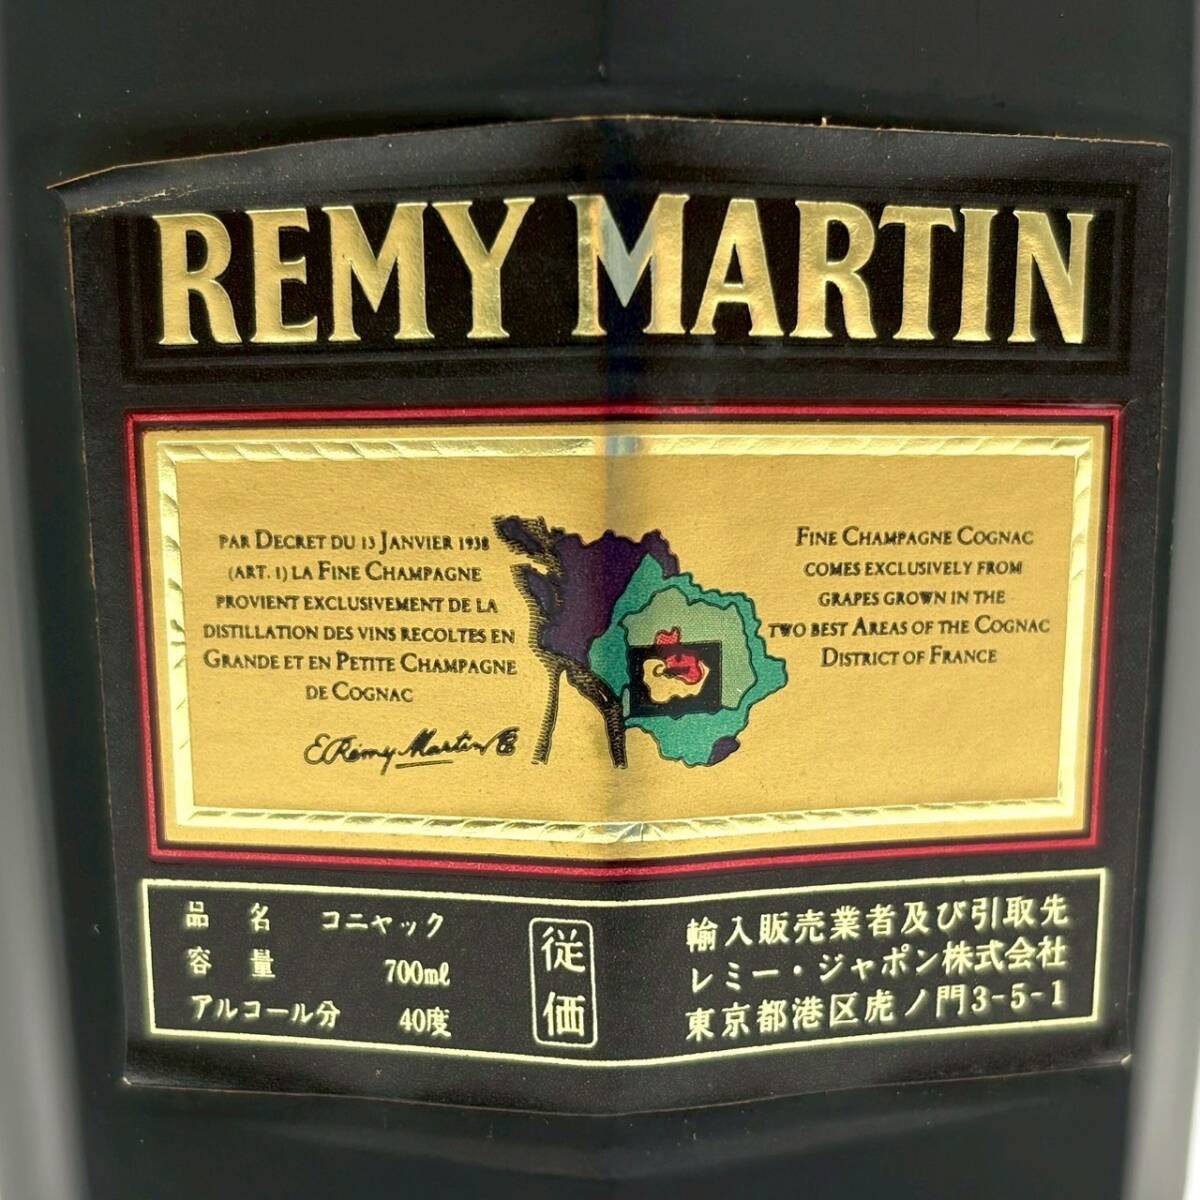 REMY MARTIN
PAR DECRET DU 13 JANVIER 1938
(ART. 1) LA FINE CHAMPAGNE
PROVIENT EXCLUSIVEMENT DE LA
DISTILLATION DES VINS RECOLTES EN
GRANDE ET EN PETITE CHAMPAGNE
DE COGNAC
E Rémy Martin
FINE CHAMPAGNE COGNAC
COMES EXCLUSIVELY FROM
GRAPES GROWN IN THE
TWO BEST AREAS OF THE COGNAC
DISTRICT OF FRANCE
品 名 コニャック
容 量 700mℓ
アルコール分 40度
従価
輸入販売業者及び引取先
レミー・ジャポン株式会社
東京都港区虎ノ門3-5-1